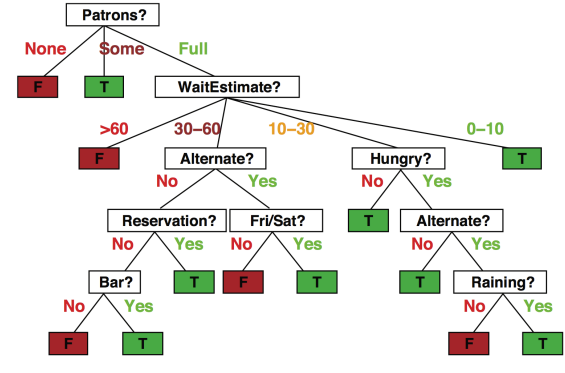 Patrons?
None Some Full
F T WaitEstimate?
>60 30–60 10–30 0–10
F Alternate? Hungry? T
No Yes No Yes
Reservation? Fri/Sat? T Alternate?
No Yes No Yes No Yes
Bar? T F T T Raining?
No Yes No Yes
F T F T